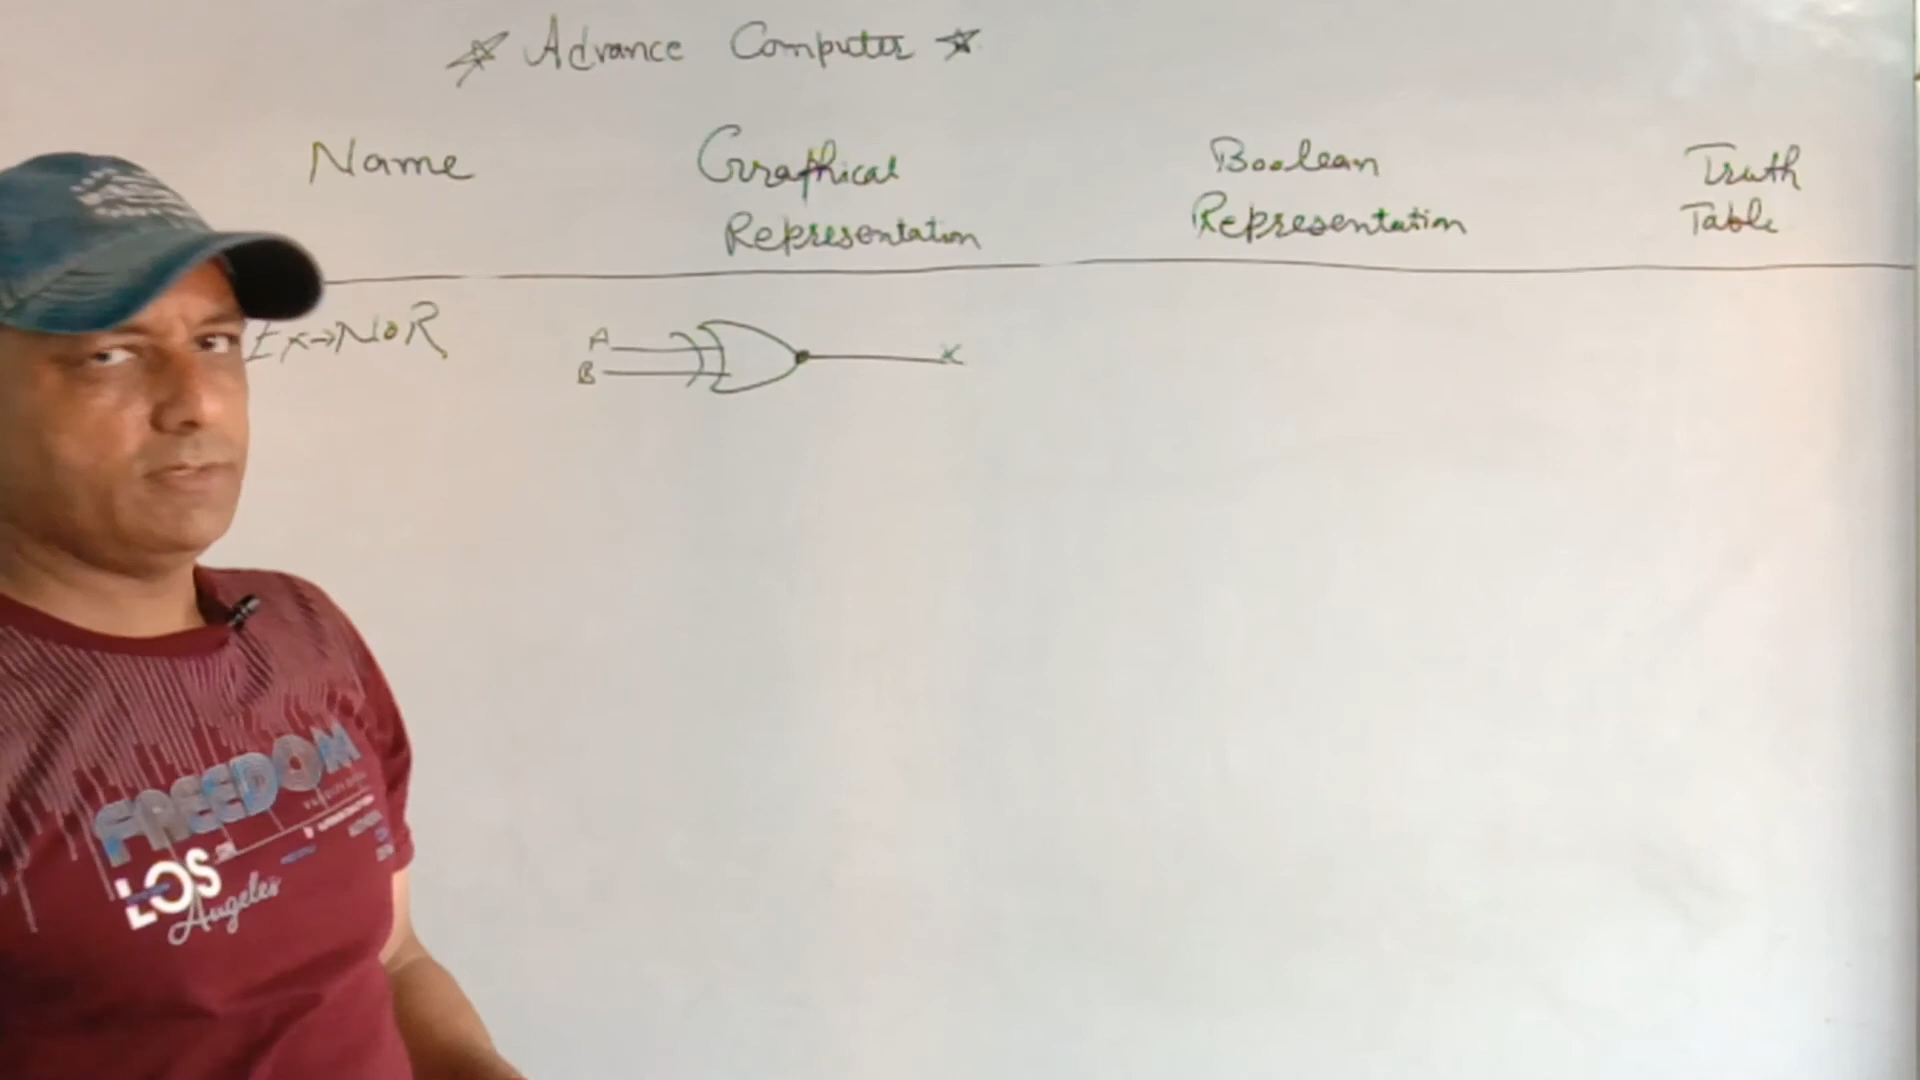 Advance Computer
Name Graphical Representation Boolean Representation Truth Table
Ex→NOR A B X
FREEDOM
LOS
Angeles